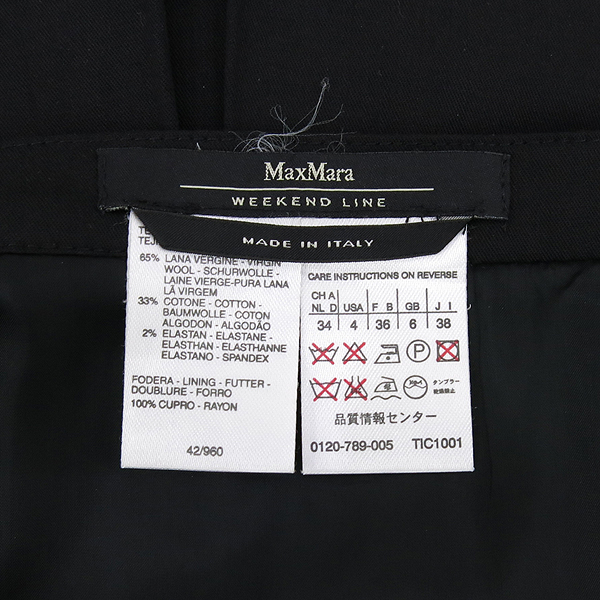 MaxMara
WEEKEND LINE
MADE IN ITALY
65% LANA VERGINE - VIRGIN
WOOL - SCHURWOLLE -
LAINE VIERGE-PURA LANA
LÃ VIRGEM
33% COTONE - COTTON -
BAUMWOLLE - COTON
ALGODON - ALGODÃO
2% ELASTAN - ELASTANE -
ELASTHAN - ELASTHANNE
ELASTANO - SPANDEX
FODERA - LINING - FUTTER -
DOUBLURE - FORRO
100% CUPRO - RAYON
42/960
CARE INSTRUCTIONS ON REVERSE
CH A NL D USA F B GB J I
34 4 36 6 38
タンブラー
乾燥禁止
品質情報センター
0120-789-005 TIC1001